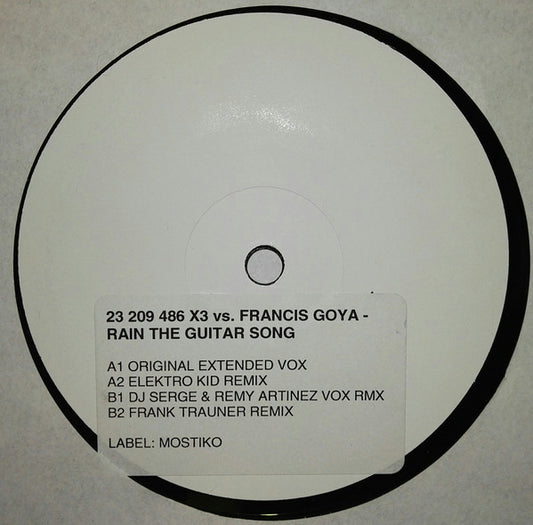 23 209 486 X3 vs. FRANCIS GOYA -
RAIN THE GUITAR SONG
A1 ORIGINAL EXTENDED VOX
A2 ELEKTRO KID REMIX
B1 DJ SERGE & REMY ARTINEZ VOX RMX
B2 FRANK TRAUNER REMIX
LABEL: MOSTIKO